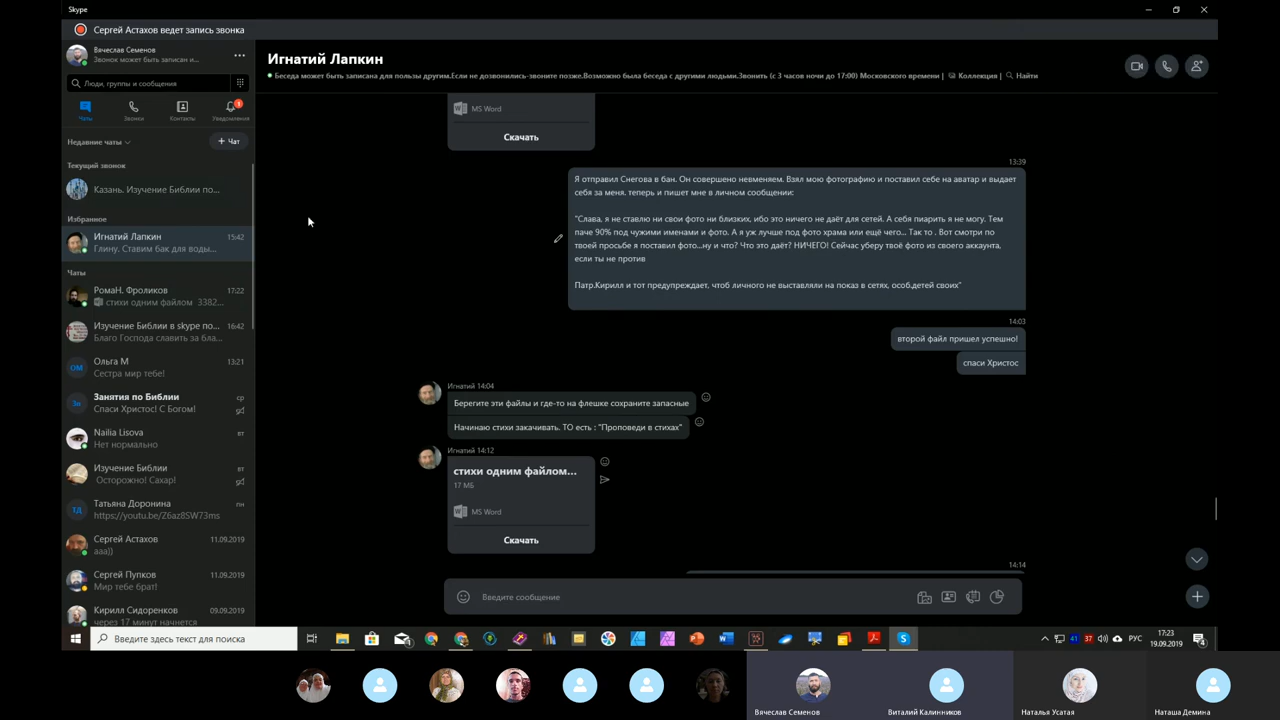 Skype
Сергей Астахов ведет запись звонка
Вячеслав Семенов
Звонок может быть записан и...
Люди, группы и сообщения
Чаты
Звонки
Контакты
1
Уведомления
Недавние чаты
+ Чат
Текущий звонок
Казань. Изучение Библии по...
Избранное
Игнатий Лапкин 15:42
Глину. Ставим бак для воды...
Чаты
РомаН. Фроликов 17:22
стихи одним файлом 3382,...
Изучение Библии в skype по... 16:42
Благо Господа славить за бла...
ОМ
Ольга М 13:21
Сестра мир тебе!
Зн
Занятия по Библии ср
Спаси Христос! С Богом!
Nailia Lisova вт
Нет нормально
Изучение Библии вт
Осторожно! Сахар!
ТД
Татьяна Доронина пн
https://youtu.be/Z6az8SW73ms
Сергей Астахов 11.09.2019
ааа))
Сергей Пупков 11.09.2019
Мир тебе брат!
Кирилл Сидоренков 09.09.2019
через 17 минут начнется
Игнатий Лапкин
Беседа может быть записана для пользы другим.Если не дозвонились-звоните позже.Возможно была беседа с другими людьми.Звонить (с 3 часов ночи до 17:00) Московского времени | Коллекция | Найти
MS Word
Скачать
13:39
Я отправил Снегова в бан. Он совершено невменяем. Взял мою фотографию и поставил себе на аватар и выдает
себя за меня. теперь и пишет мне в личном сообщении:
"Слава, я не ставлю ни свои фото ни близких, ибо это ничего не даёт для сетей. А себя пиарить я не могу. Тем
паче 90% под чужими именами и фото. А я уж лучше под фото храма или ещё чего... Так то . Вот смотри по
твоей просьбе я поставил фото...ну и что? Что это даёт? НИЧЕГО! Сейчас уберу твоё фото из своего аккаунта,
если ты не против
Патр.Кирилл и тот предупреждает, чтоб личного не выставляли на показ в сетях, особ.детей своих"
14:03
второй файл пришел успешно!
спаси Христос
Игнатий 14:04
Берегите эти файлы и где-то на флешке сохраните запасные
Начинаю стихи закачивать. ТО есть : "Проповеди в стихах"
Игнатий 14:12
стихи одним файлом...
17 МБ
MS Word
Скачать
14:14
Введите сообщение
Введите здесь текст для поиска
41
37
РУС
17:23
19.09.2019
4
Вячеслав Семенов
Виталий Калинников
Наталья Усатая
Наташа Демина